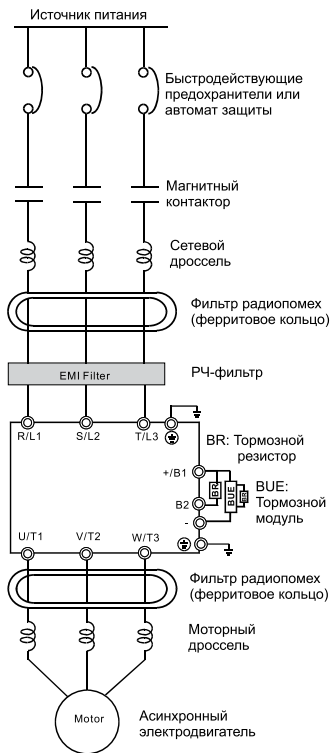 Источник питания
Быстродействующие
предохранители или
автомат защиты
Магнитный
контактор
Сетевой
дроссель
Фильтр радиопомех
(ферритовое кольцо)
EMI Filter
РЧ-фильтр
R/L1
S/L2
T/L3
BR: Тормозной
резистор
+/B1
BR
BUE
BR
B2
-
BUE:
Тормозной
модуль
U/T1
V/T2
W/T3
Фильтр радиопомех
(ферритовое кольцо)
Моторный
дроссель
Motor
Асинхронный
электродвигатель